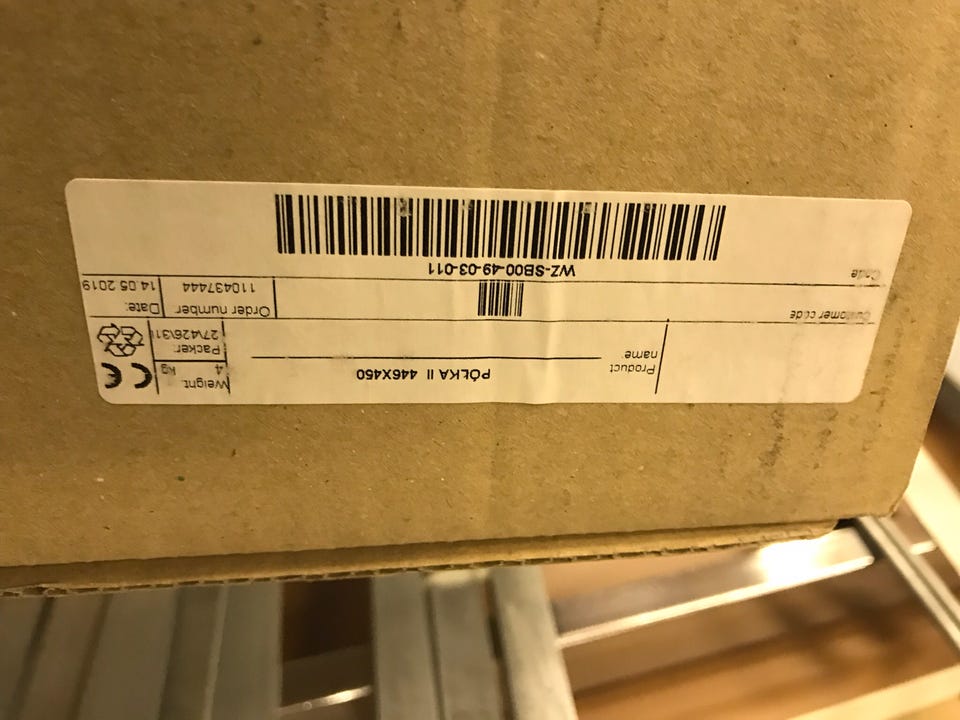 Product name PÓŁKA II 446X450 Weight: 4 kg
Packer: 27\426\31
Customer code Order number 110437444 Date: 14 05 2019
Code WZ-SB00-49-03-011